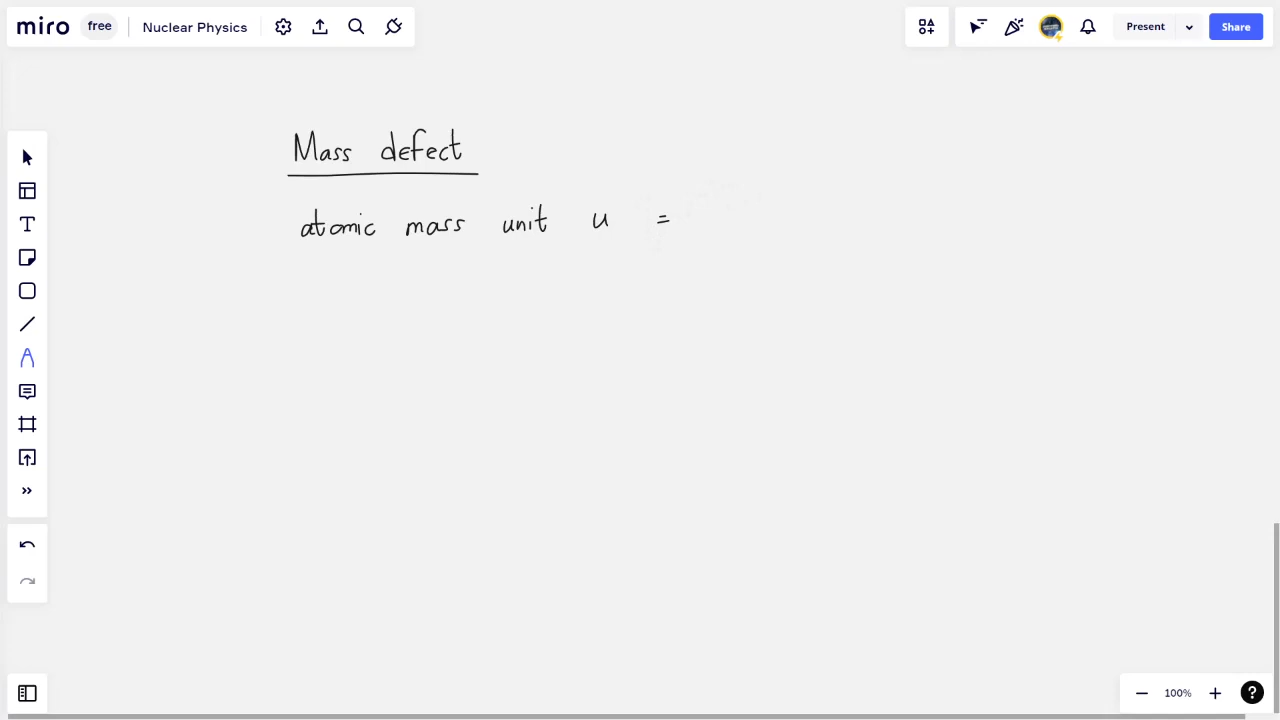 miro free Nuclear Physics Present Share
Mass defect
atomic mass unit u =
100%